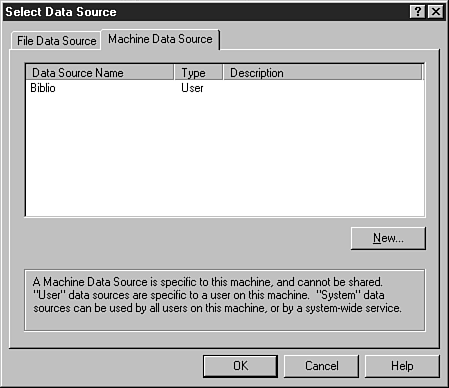 Select Data Source
File Data Source Machine Data Source
Data Source Name Type Description
Biblio User
New...
A Machine Data Source is specific to this machine, and cannot be shared.
"User" data sources are specific to a user on this machine. "System" data
sources can be used by all users on this machine, or by a system-wide service.
OK Cancel Help